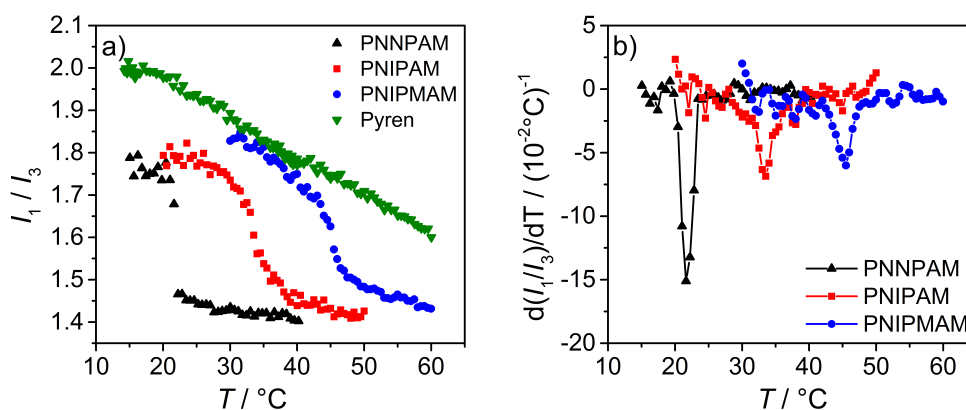 a)
I1 / I3
2.1
2.0
1.9
1.8
1.7
1.6
1.5
1.4
PNNPAM
PNIPAM
PNIPMAM
Pyren
10 20 30 40 50 60
T / °C
b)
d(I1/I3)/dT / (10-2°C)-1
5
0
-5
-10
-15
-20
PNNPAM
PNIPAM
PNIPMAM
10 20 30 40 50 60
T / °C